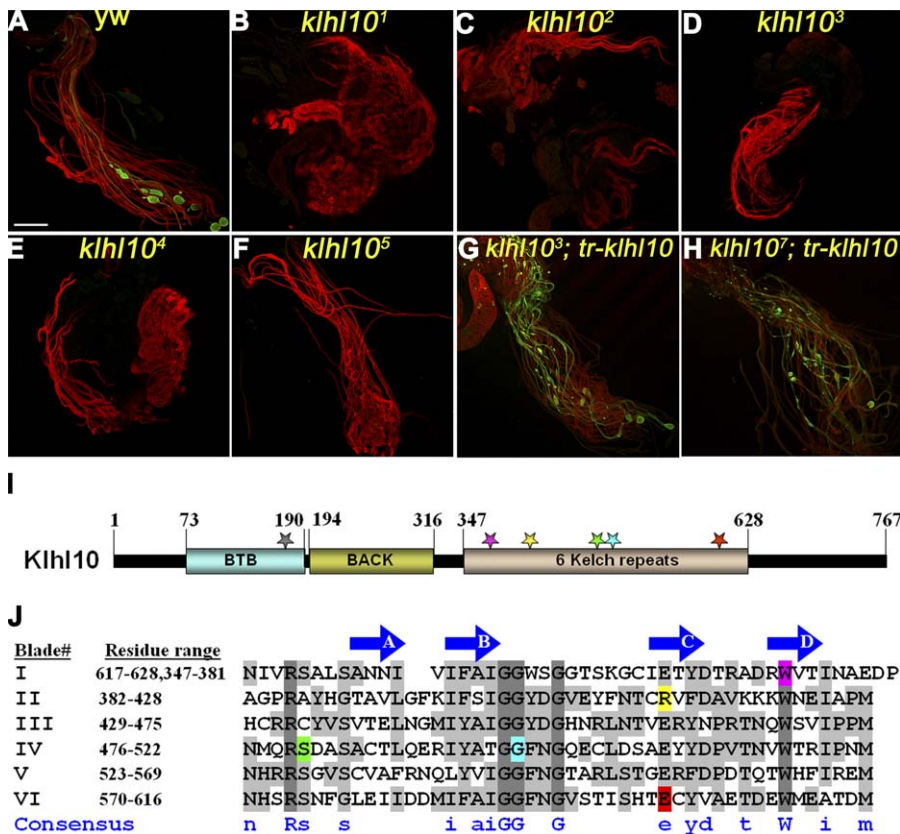 A yw
B klhl10¹
C klhl10²
D klhl10³
E klhl10⁴
F klhl10⁵
G klhl10³; tr-klhl10
H klhl10⁷; tr-klhl10
I
1 73 190 194 316 347 628 767
Klhl10 BTB BACK 6 Kelch repeats
J
A B C D
Blade# Residue range
I 617-628,347-381 NIVRSALSANNI VIFAIGGWSGGTSKGCIETYDTRADRWVTINAEDP
II 382-428 AGPRAYHGTAVLGFKIFSIGGYDGVEYFNTCRVFDAVKKKWNEIAPM
III 429-475 HCRRCYVSVTELNGMIYAIGGYDGHNRLNTVERYNPRTNQWSVIPPM
IV 476-522 NMQRSDASACTLQERIYATGGFNGQECLDSAEYYDPVTNVWTRIPNM
V 523-569 NHRRSGVSCVAFRNQLYVIGGFNGTARLSTGERFDPDTQTWHFIREM
VI 570-616 NHSRSNFGLEIIDDMIFAIGGFNGVSTISHTECYVAETDEWMEATDM
Consensus n Rs s i aiGG G e yd t W i m